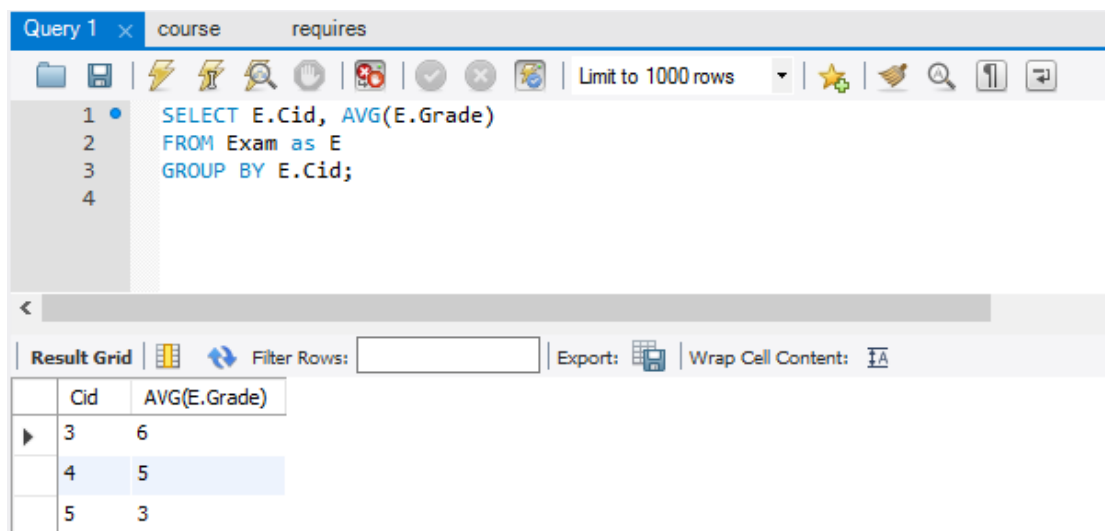 Query 1 course requires
Limit to 1000 rows
1 SELECT E.Cid, AVG(E.Grade)
2 FROM Exam as E
3 GROUP BY E.Cid;
4
Result Grid Filter Rows: Export: Wrap Cell Content:
Cid AVG(E.Grade)
3 6
4 5
5 3